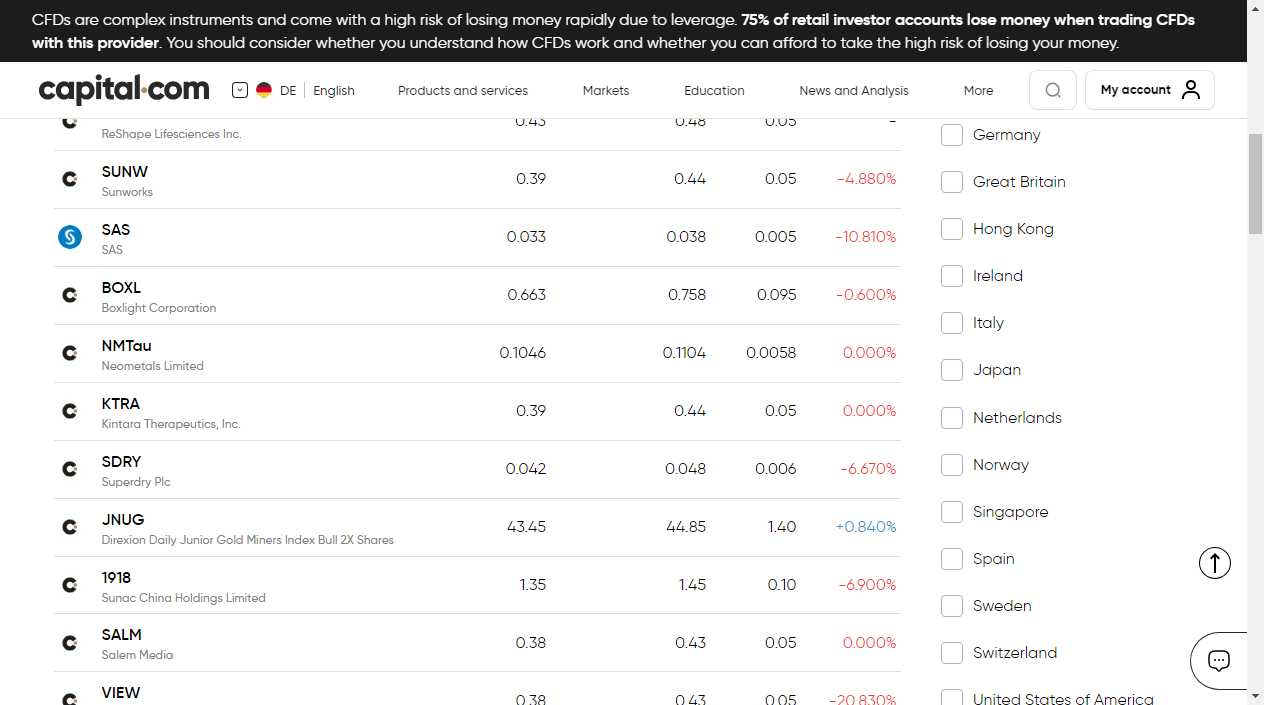 CFDs are complex instruments and come with a high risk of losing money rapidly due to leverage. 75% of retail investor accounts lose money when trading CFDs
with this provider. You should consider whether you understand how CFDs work and whether you can afford to take the high risk of losing your money.
capital.com DE English Products and services Markets Education News and Analysis More My account
0.43 0.48 0.05 -
ReShape Lifesciences Inc.
SUNW
Sunworks
0.39 0.44 0.05 -4.880%
SAS
SAS
0.033 0.038 0.005 -10.810%
BOXL
Boxlight Corporation
0.663 0.758 0.095 -0.600%
NMTau
Neometals Limited
0.1046 0.1104 0.0058 0.000%
KTRA
Kintara Therapeutics, Inc.
0.39 0.44 0.05 0.000%
SDRY
Superdry Plc
0.042 0.048 0.006 -6.670%
JNUG
Direxion Daily Junior Gold Miners Index Bull 2X Shares
43.45 44.85 1.40 +0.840%
1918
Sunac China Holdings Limited
1.35 1.45 0.10 -6.900%
SALM
Salem Media
0.38 0.43 0.05 0.000%
VIEW
0.38 0.43 0.05 -20.830%
Germany
Great Britain
Hong Kong
Ireland
Italy
Japan
Netherlands
Norway
Singapore
Spain
Sweden
Switzerland
United States of America